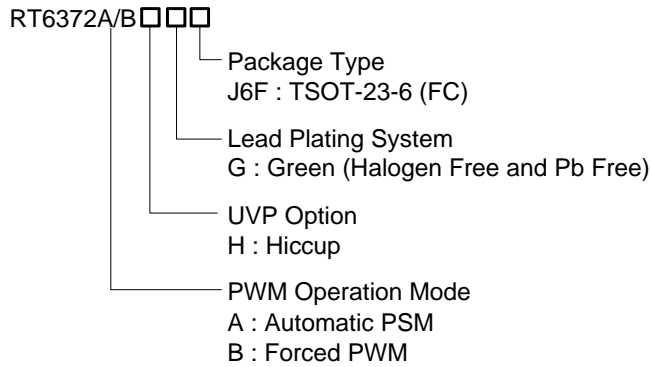 RT6372A/B
Package Type
J6F : TSOT-23-6 (FC)
Lead Plating System
G : Green (Halogen Free and Pb Free)
UVP Option
H : Hiccup
PWM Operation Mode
A : Automatic PSM
B : Forced PWM